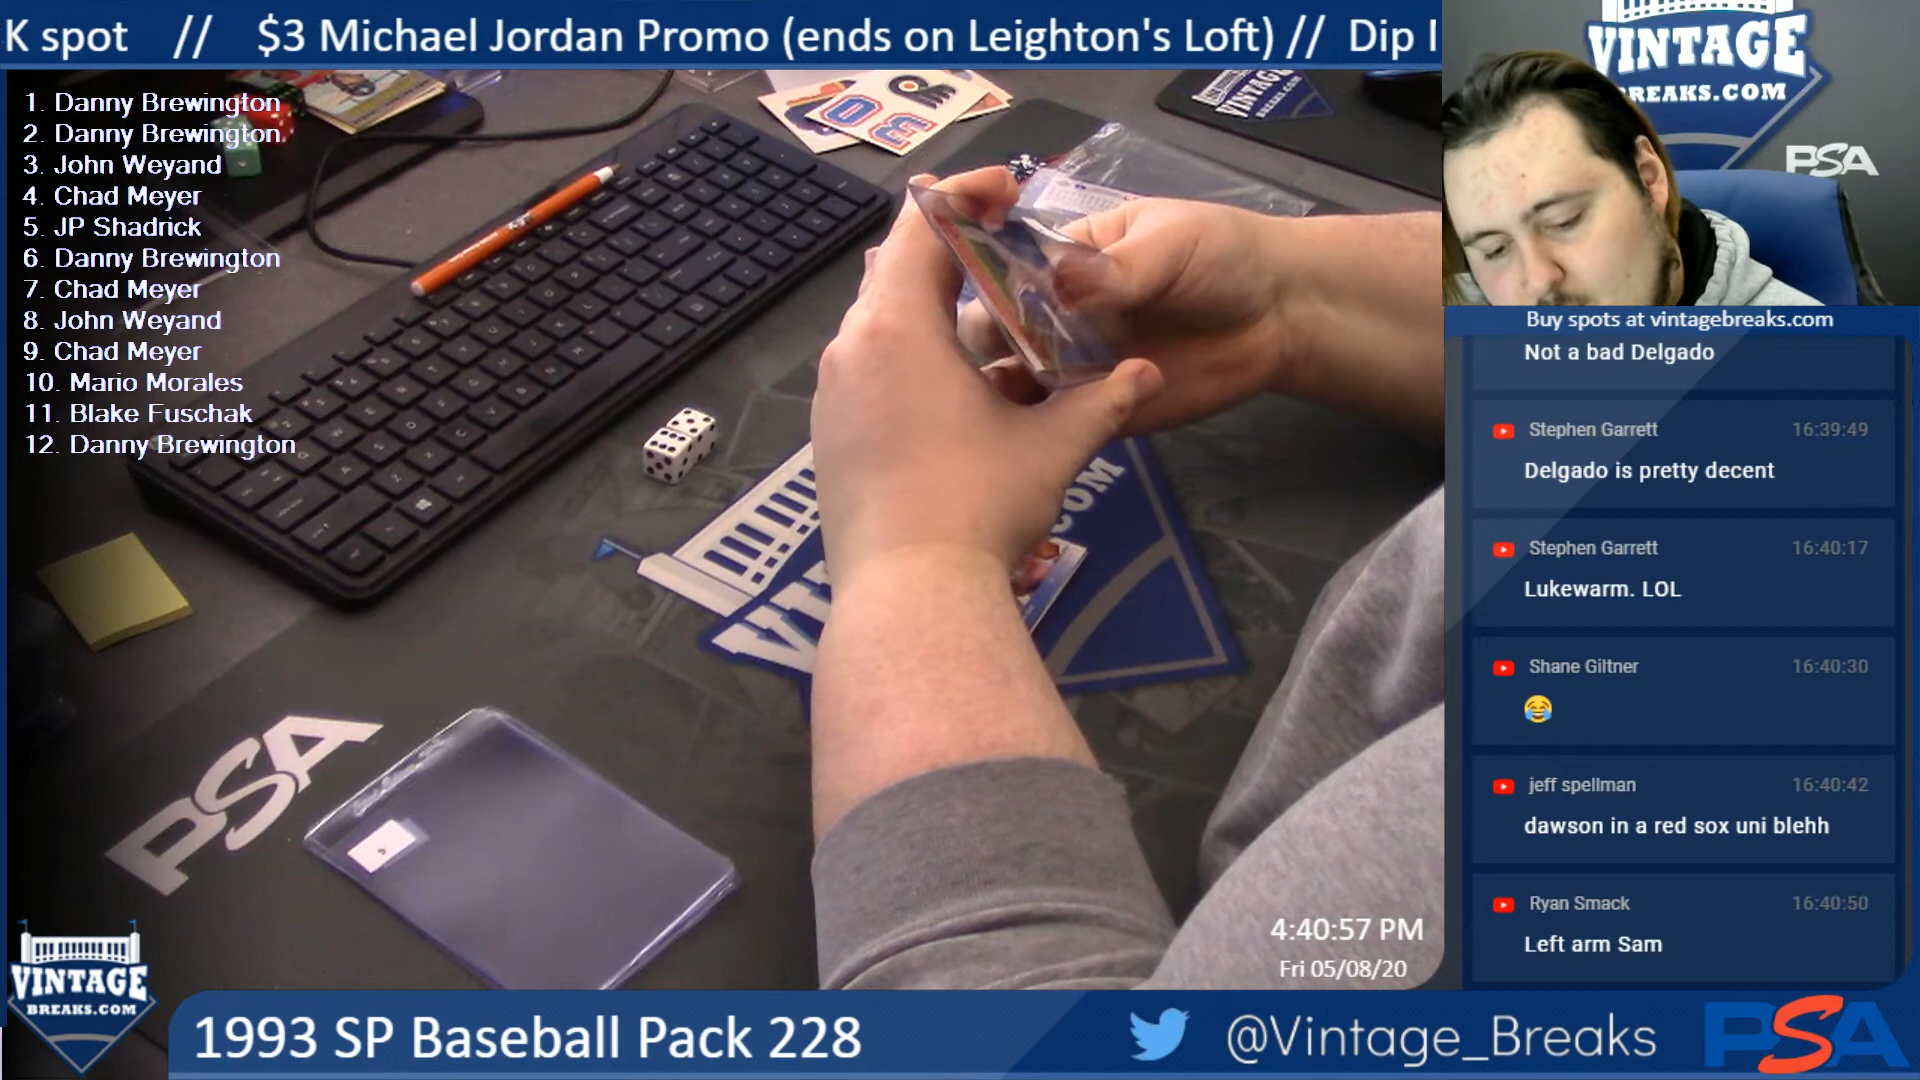 K spot // $3 Michael Jordan Promo (ends on Leighton's Loft) // Dip
1. Danny Brewington
2. Danny Brewington
3. John Weyand
4. Chad Meyer
5. JP Shadrick
6. Danny Brewington
7. Chad Meyer
8. John Weyand
9. Chad Meyer
10. Mario Morales
11. Blake Fuschak
12. Danny Brewington
VINTAGE
VINTAGE
BREAKS.COM
PSA
Buy spots at vintagebreaks.com
Not a bad Delgado
Stephen Garrett 16:39:49
Delgado is pretty decent
Stephen Garrett 16:40:17
Lukewarm. LOL
Shane Giltner 16:40:30
😂
jeff spellman 16:40:42
dawson in a red sox uni blehh
Ryan Smack 16:40:50
Left arm Sam
PSA
4:40:57 PM
Fri 05/08/20
VINTAGE
BREAKS.COM
1993 SP Baseball Pack 228
@Vintage_Breaks
PSA